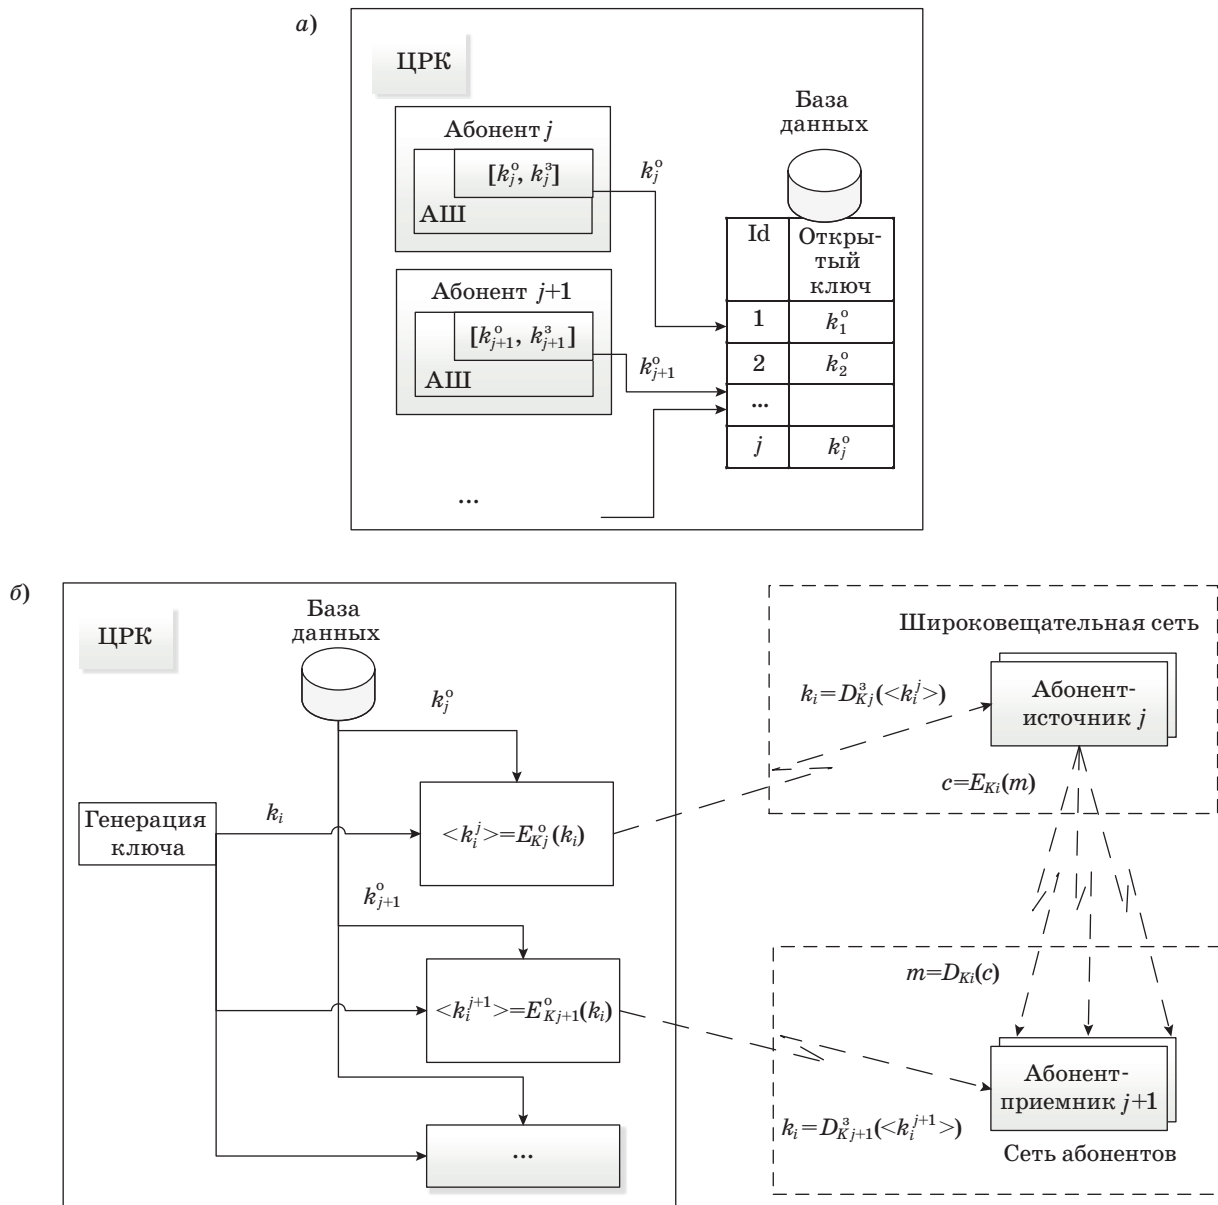 а)
ЦРК
Абонент j
[k_j^о, k_j^з]
АШ
k_j^о
База
данных
Id
Откры-
тый
ключ
1
k_1^о
2
k_2^о
...
j
k_j^о
Абонент j+1
[k_{j+1}^о, k_{j+1}^з]
АШ
k_{j+1}^о
...
б)
ЦРК
База
данных
k_j^о
Генерация
ключа
k_i
<k_i^j>=E_{Kj}^о(k_i)
k_{j+1}^о
<k_i^{j+1}>=E_{Kj+1}^о(k_i)
...
Широковещательная сеть
k_i=D_{Kj}^з(<k_i^j>)
Абонент-
источник j
c=E_{Ki}(m)
m=D_{Ki}(c)
Абонент-
приемник j+1
k_i=D_{Kj+1}^з(<k_i^{j+1}>)
Сеть абонентов